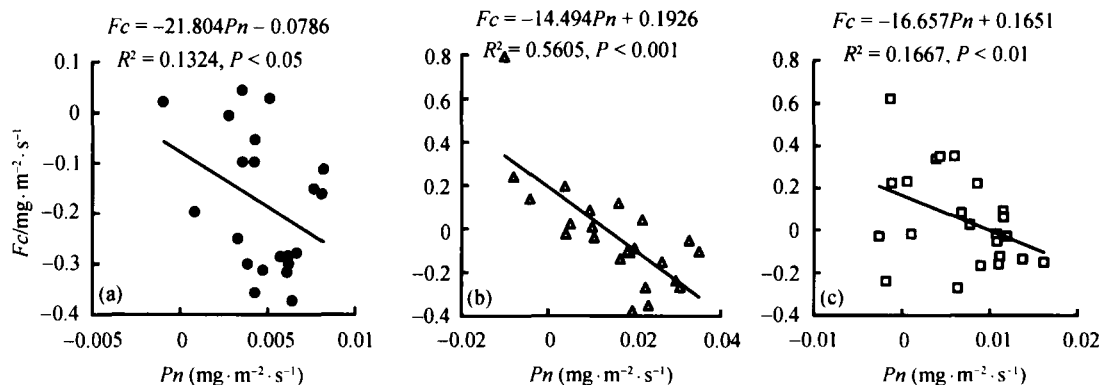 Fc = −21.804Pn − 0.0786
R² = 0.1324, P < 0.05
0.1
0
−0.1
−0.2
−0.3
−0.4
Fc/mg·m⁻²·s⁻¹
(a)
−0.005
0
0.005
0.01
Pn (mg·m⁻²·s⁻¹)
Fc = −14.494Pn + 0.1926
R² = 0.5605, P < 0.001
0.8
0.6
0.4
0.2
0
−0.2
−0.4
(b)
−0.02
0
0.02
0.04
Pn (mg·m⁻²·s⁻¹)
Fc = −16.657Pn + 0.1651
R² = 0.1667, P < 0.01
0.8
0.6
0.4
0.2
0
−0.2
−0.4
(c)
−0.01
0
0.01
0.02
Pn (mg·m⁻²·s⁻¹)